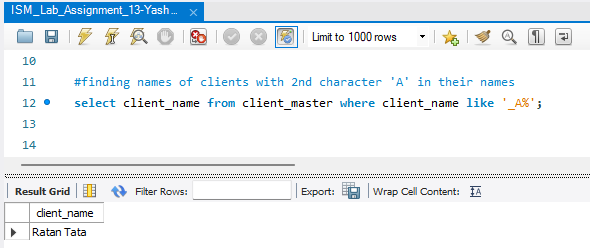 ISM_Lab_Assignment_13-Yash...
Limit to 1000 rows
10
11 #finding names of clients with 2nd character 'A' in their names
12 select client_name from client_master where client_name like '_A%';
13
14
Result Grid Filter Rows: Export: Wrap Cell Content:
client_name
Ratan Tata